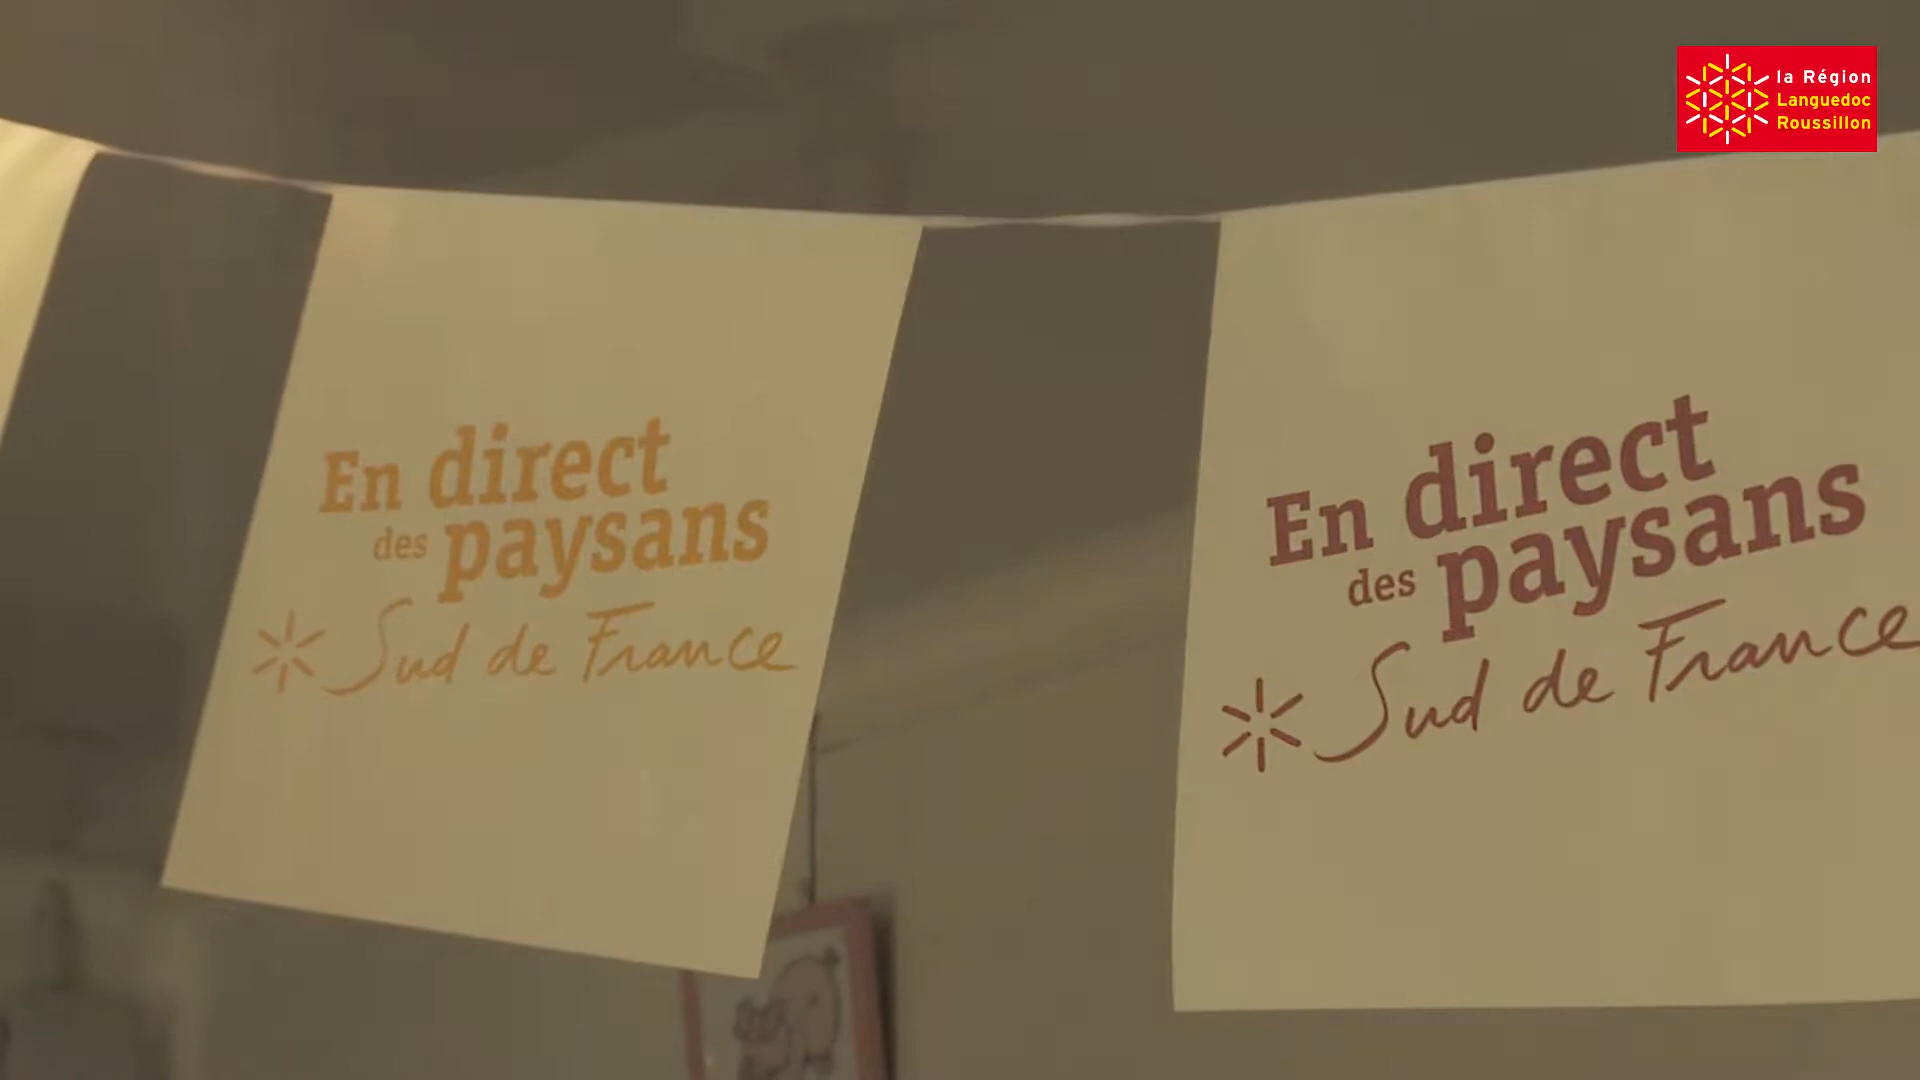 la Région
Languedoc
Roussillon
En direct
des paysans
Sud de France
En direct
des paysans
Sud de France